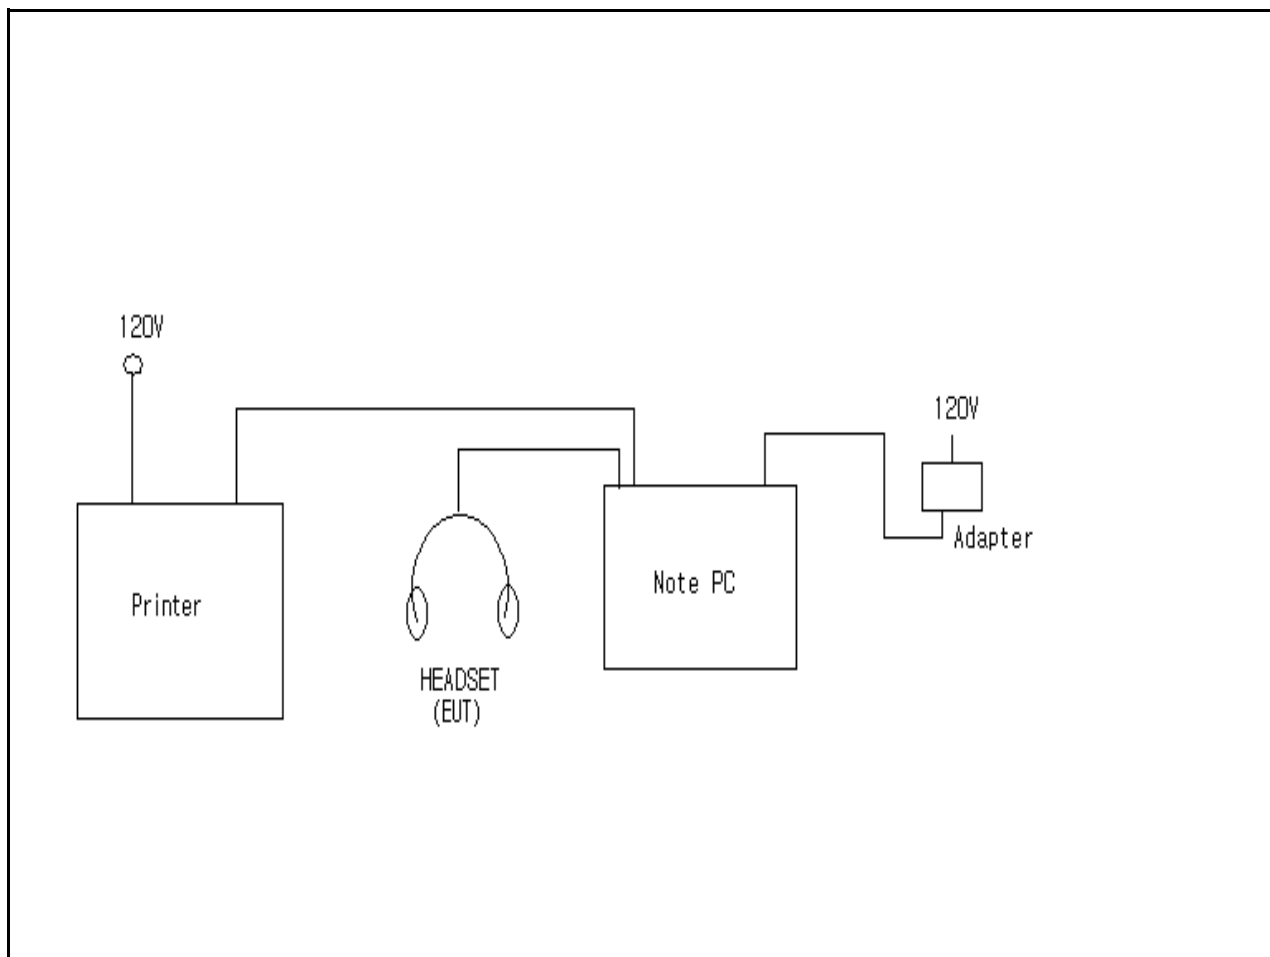 120V
120V
Adapter
Note PC
Printer
HEADSET
(EUT)